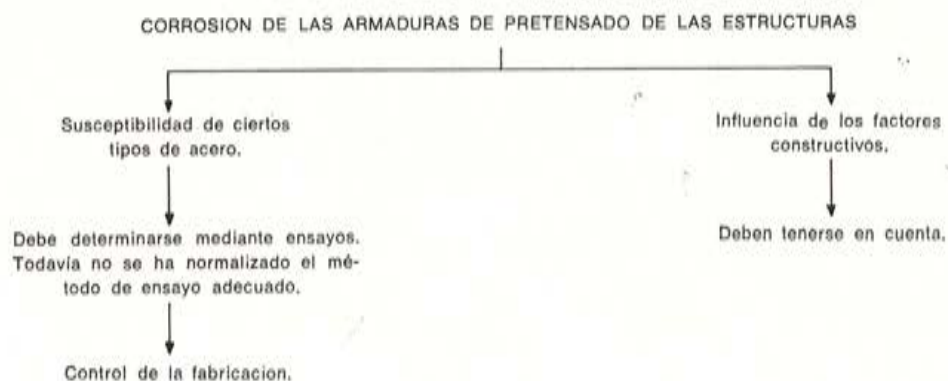 CORROSION DE LAS ARMADURAS DE PRETENSADO DE LAS ESTRUCTURAS
Susceptibilidad de ciertos
tipos de acero.
Influencia de los factores
constructivos.
Debe determinarse mediante ensayos.
Todavía no se ha normalizado el mé-
todo de ensayo adecuado.
Deben tenerse en cuenta.
Control de la fabricacion.